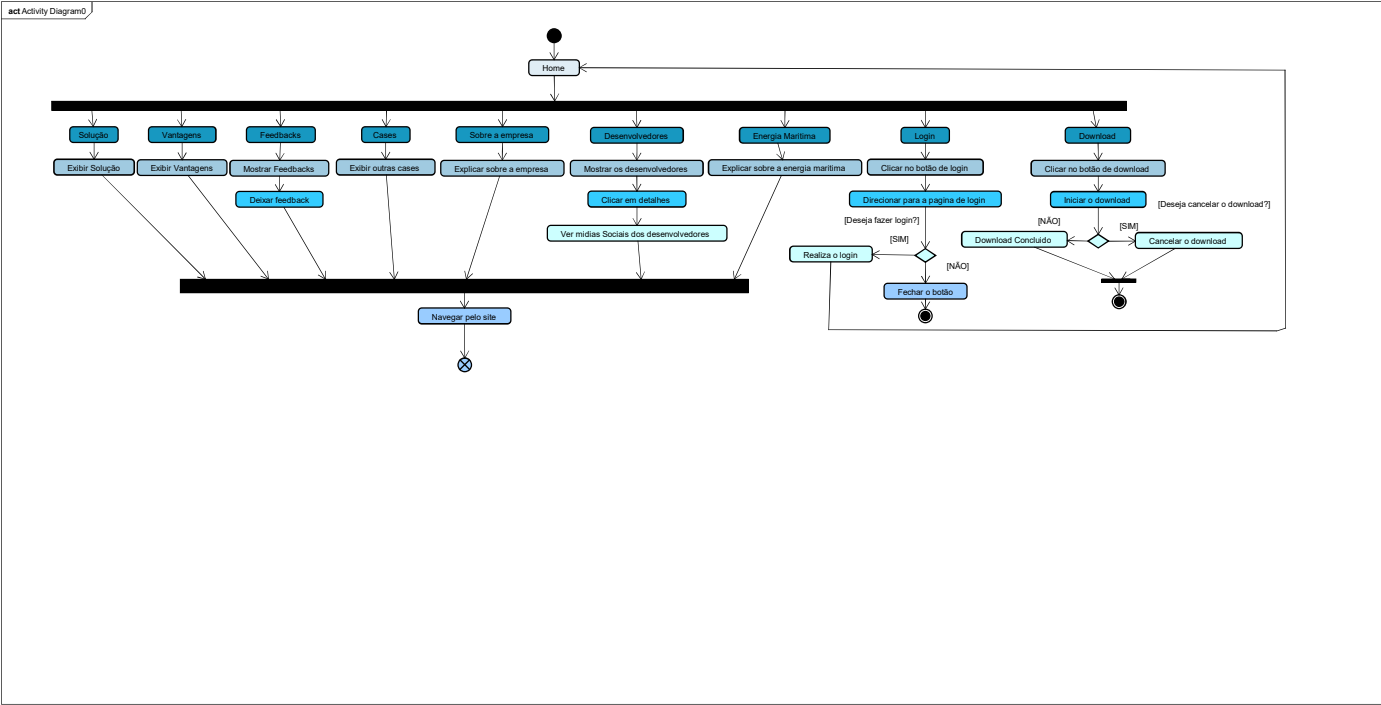 act Activity Diagram0
Home
Solução
Vantagens
Feedbacks
Cases
Sobre a empresa
Desenvolvedores
Energia Marítima
Login
Download
Exibir Solução
Exibir Vantagens
Mostrar Feedbacks
Exibir outras cases
Explicar sobre a empresa
Mostrar os desenvolvedores
Explicar sobre a energia marítima
Clicar no botão de login
Clicar no botão de download
Deixar feedback
Clicar em detalhes
Direcionar para a pagina de login
Iniciar o download
[Deseja cancelar o download?]
[Deseja fazer login?]
[NÃO]
[SIM]
Ver midias Sociais dos desenvolvedores
[SIM]
Download Concluido
Cancelar o download
Realiza o login
[NÃO]
Fechar o botão
Navegar pelo site